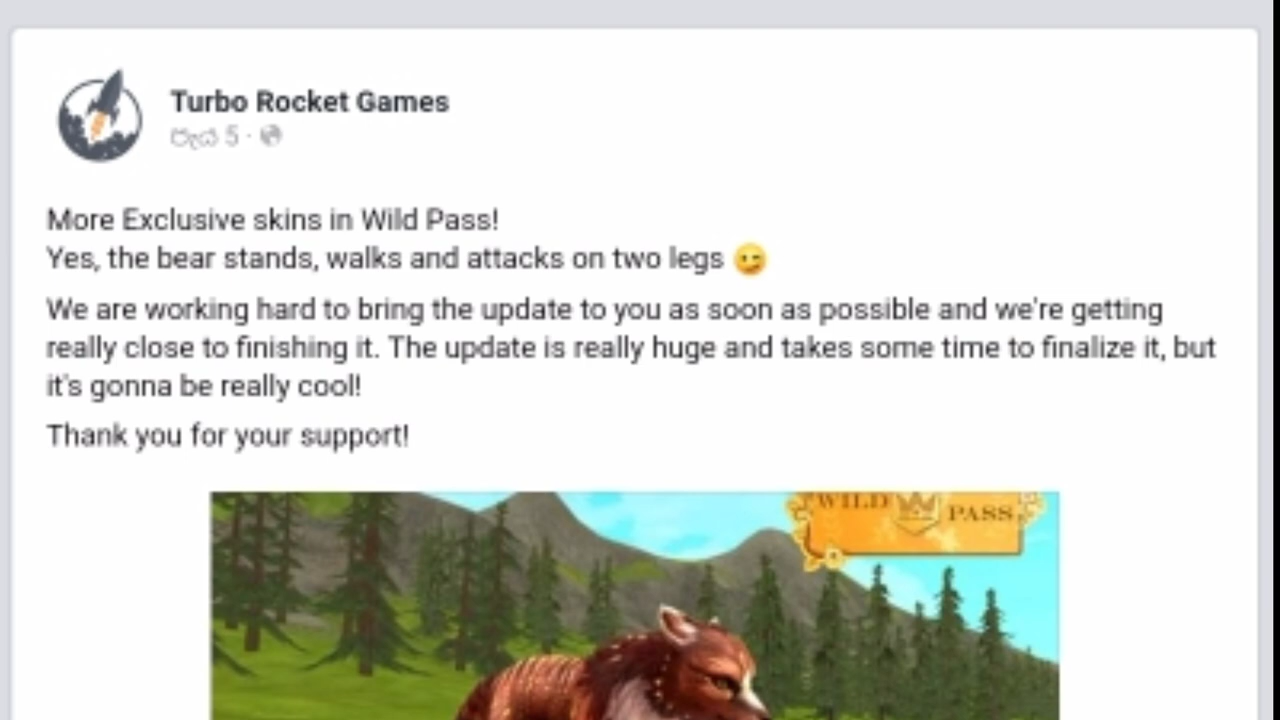 Turbo Rocket Games
පැය 5 ·
More Exclusive skins in Wild Pass!
Yes, the bear stands, walks and attacks on two legs 😏
We are working hard to bring the update to you as soon as possible and we're getting
really close to finishing it. The update is really huge and takes some time to finalize it, but
it's gonna be really cool!
Thank you for your support!
WILD PASS